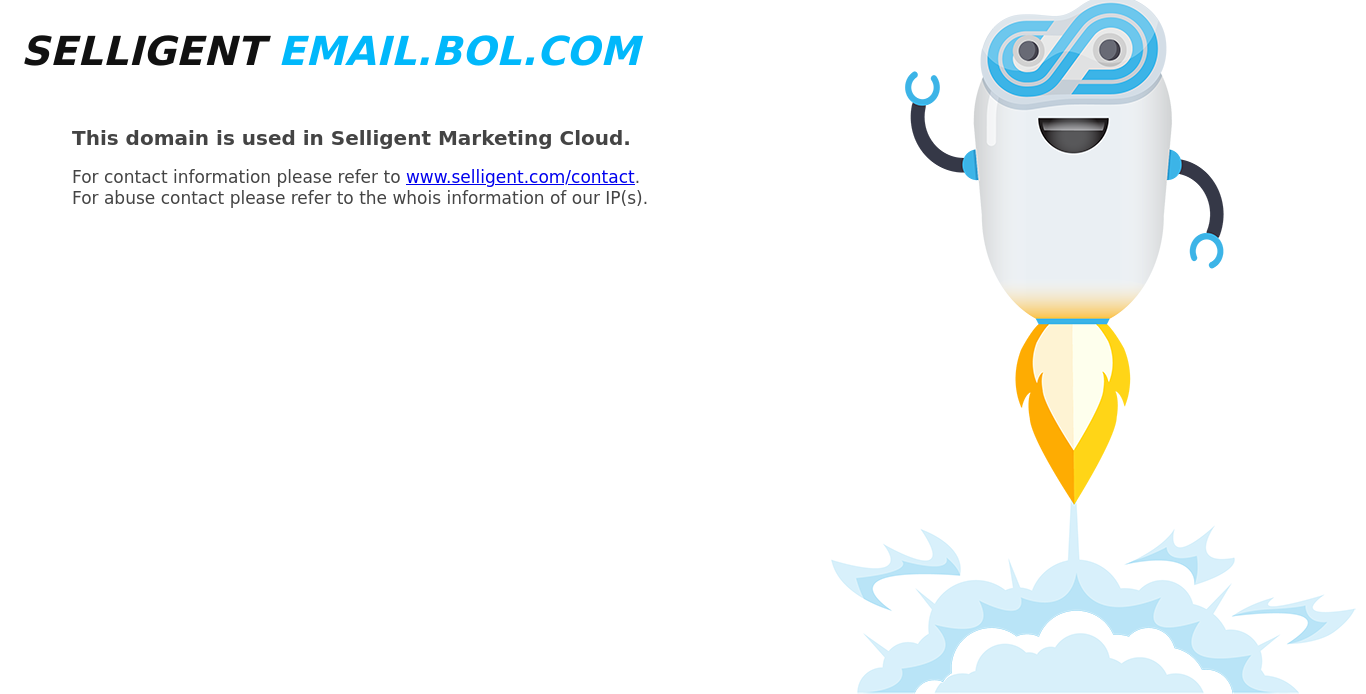 SELLIGENT EMAIL.BOL.COM
This domain is used in Selligent Marketing Cloud.
For contact information please refer to www.selligent.com/contact.
For abuse contact please refer to the whois information of our IP(s).